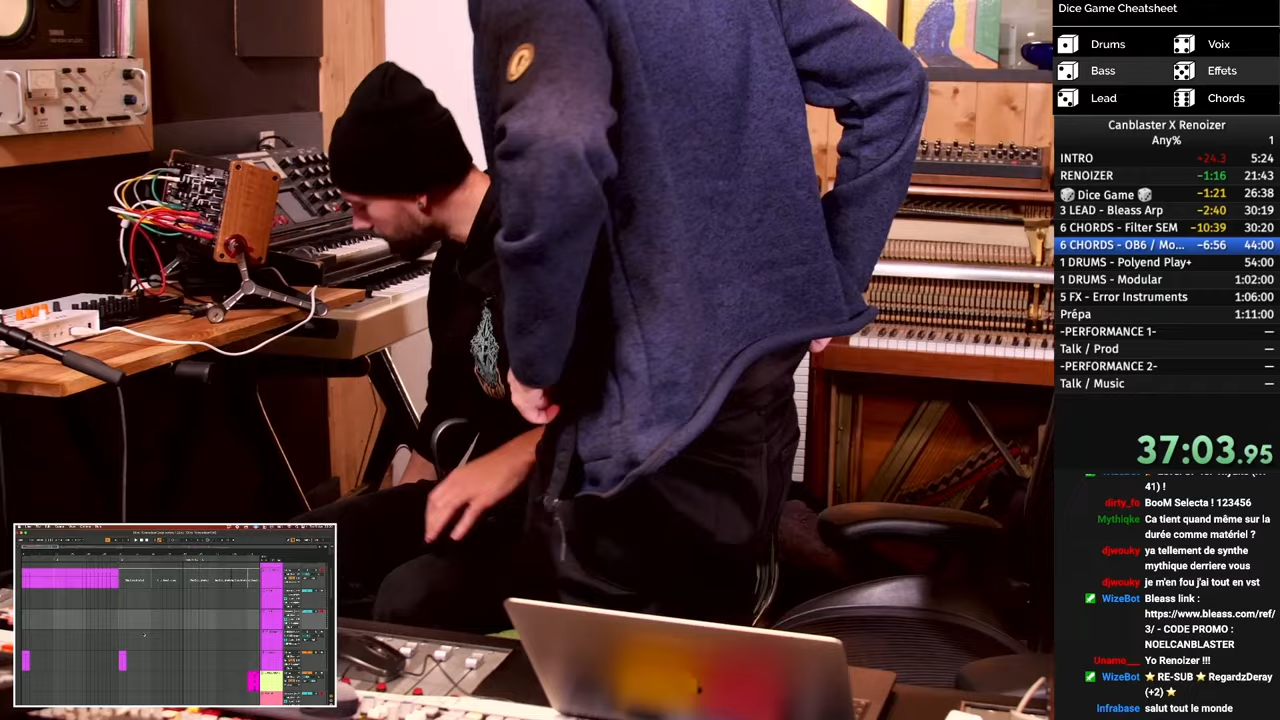 Dice Game Cheatsheet
Drums Voix
Bass Effets
Lead Chords
Canblaster X Renoizer
Any% 1
INTRO +24.3 5:24
RENOIZER −1:16 21:43
🎲 Dice Game 🎲 −1:21 26:38
3 LEAD - Bleass Arp −2:40 30:19
6 CHORDS - Filter SEM −10:39 30:20
6 CHORDS - OB6 / Mo... −6:56 44:00
1 DRUMS - Polyend Play+ 54:00
1 DRUMS - Modular 1:02:00
5 FX - Error Instruments 1:06:00
Prépa 1:11:00
-PERFORMANCE 1- —
Talk / Prod —
-PERFORMANCE 2- —
Talk / Music —
37:03.95
41) !
dirty_fo BooM Selecta ! 123456
Mythiqke Ca tient quand même sur la
durée comme matériel ?
djwouky ya tellement de synthe
mythique derriere vous
djwouky je m'en fou j'ai tout en vst
WizeBot Bleass link :
https://www.bleass.com/ref/
3/ - CODE PROMO :
NOELCANBLASTER
Uname__ Yo Renoizer !!!
WizeBot ⭐ RE-SUB ⭐ RegardzDeray
(+2) ⭐
Infrabase salut tout le monde